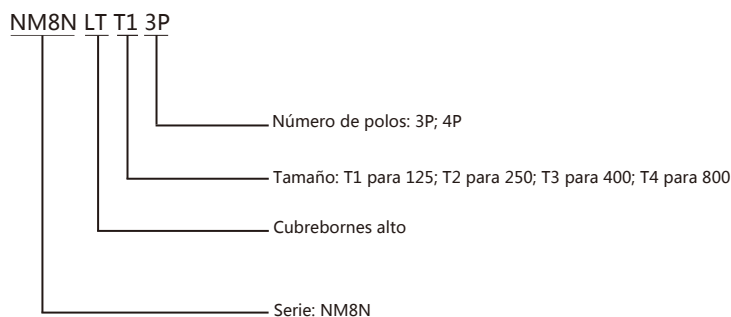 NM8N LT T1 3P
Número de polos: 3P; 4P
Tamaño: T1 para 125; T2 para 250; T3 para 400; T4 para 800
Cubrebornes alto
Serie: NM8N